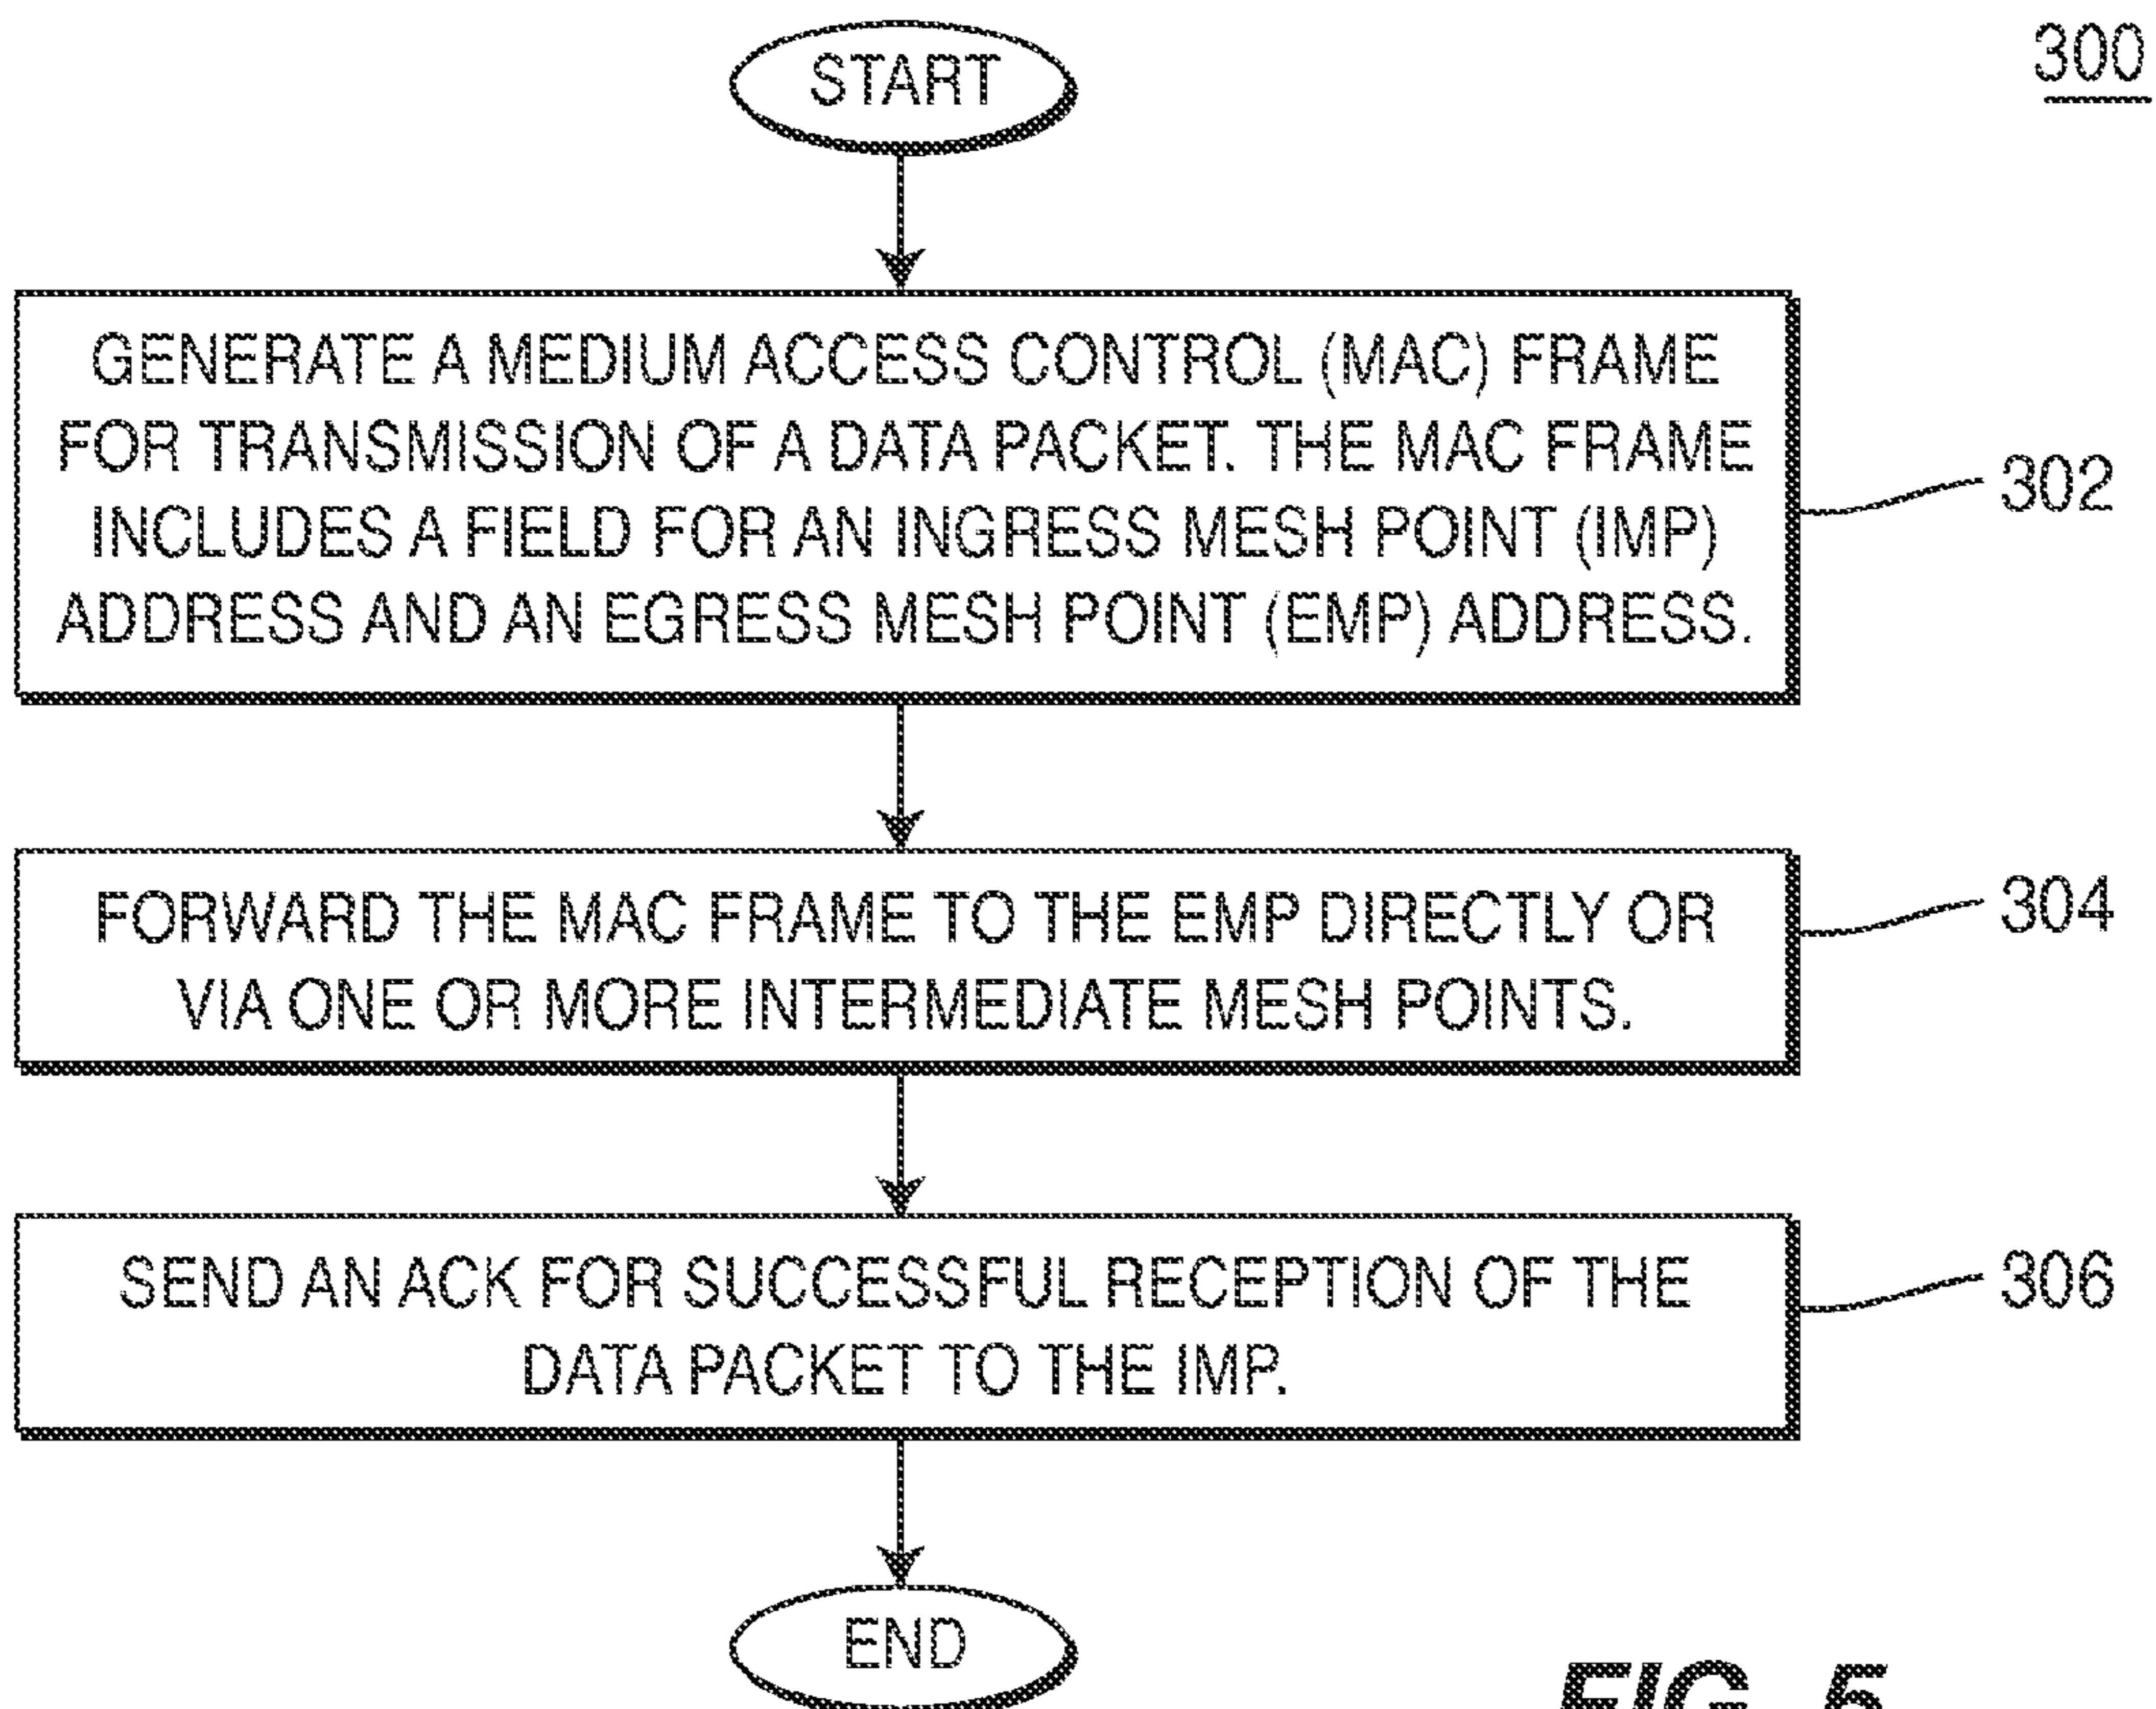 START
300
GENERATE A MEDIUM ACCESS CONTROL (MAC) FRAME
FOR TRANSMISSION OF A DATA PACKET. THE MAC FRAME
INCLUDES A FIELD FOR AN INGRESS MESH POINT (IMP)
ADDRESS AND AN EGRESS MESH POINT (EMP) ADDRESS.
302
FORWARD THE MAC FRAME TO THE EMP DIRECTLY OR
VIA ONE OR MORE INTERMEDIATE MESH POINTS.
304
SEND AN ACK FOR SUCCESSFUL RECEPTION OF THE
DATA PACKET TO THE IMP.
306
END
FIG. 5